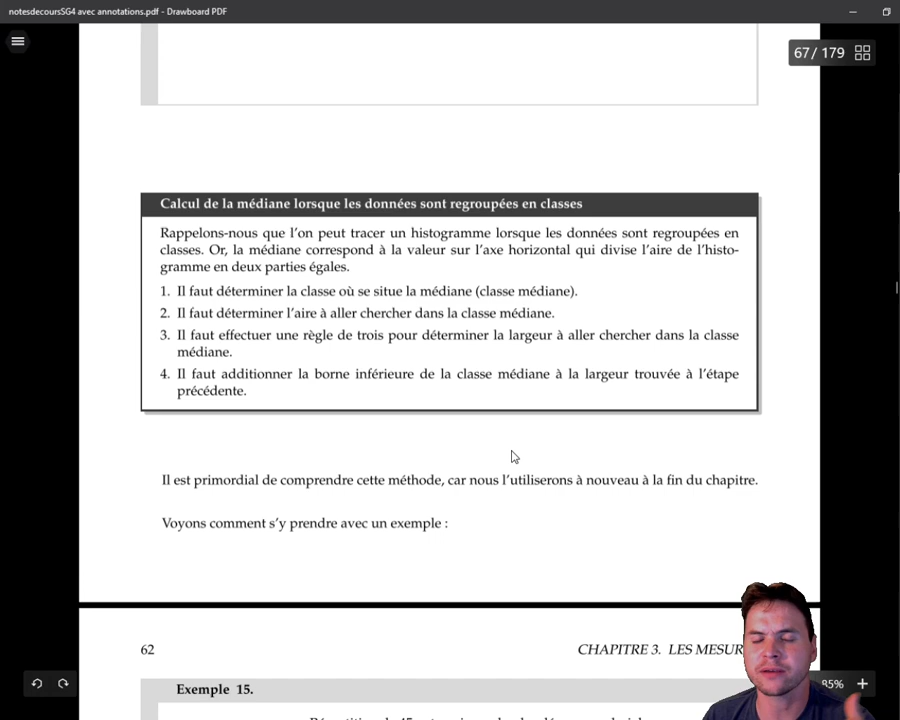 notesdecoursSG4 avec annotations.pdf - Drawboard PDF
67 / 179
Calcul de la médiane lorsque les données sont regroupées en classes
Rappelons-nous que l'on peut tracer un histogramme lorsque les données sont regroupées en
classes. Or, la médiane correspond à la valeur sur l'axe horizontal qui divise l'aire de l'histo-
gramme en deux parties égales.
1. Il faut déterminer la classe où se situe la médiane (classe médiane).
2. Il faut déterminer l'aire à aller chercher dans la classe médiane.
3. Il faut effectuer une règle de trois pour déterminer la largeur à aller chercher dans la classe
médiane.
4. Il faut additionner la borne inférieure de la classe médiane à la largeur trouvée à l'étape
précédente.
Il est primordial de comprendre cette méthode, car nous l'utiliserons à nouveau à la fin du chapitre.
Voyons comment s'y prendre avec un exemple :
62
CHAPITRE 3. LES MESUR
85%
Exemple 15.